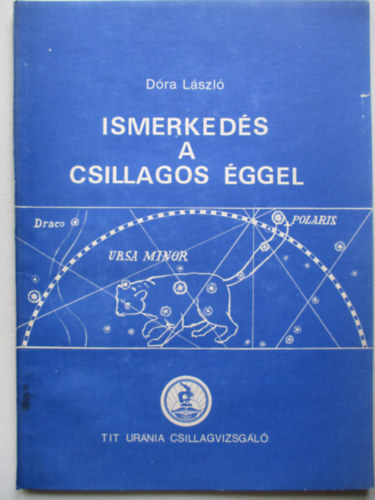 Dóra László
ISMERKEDÉS
A
CSILLAGOS ÉGGEL
Draco
POLARIS
URSA MINOR
TIT URANIA CSILLAGVIZSGÁLÓ